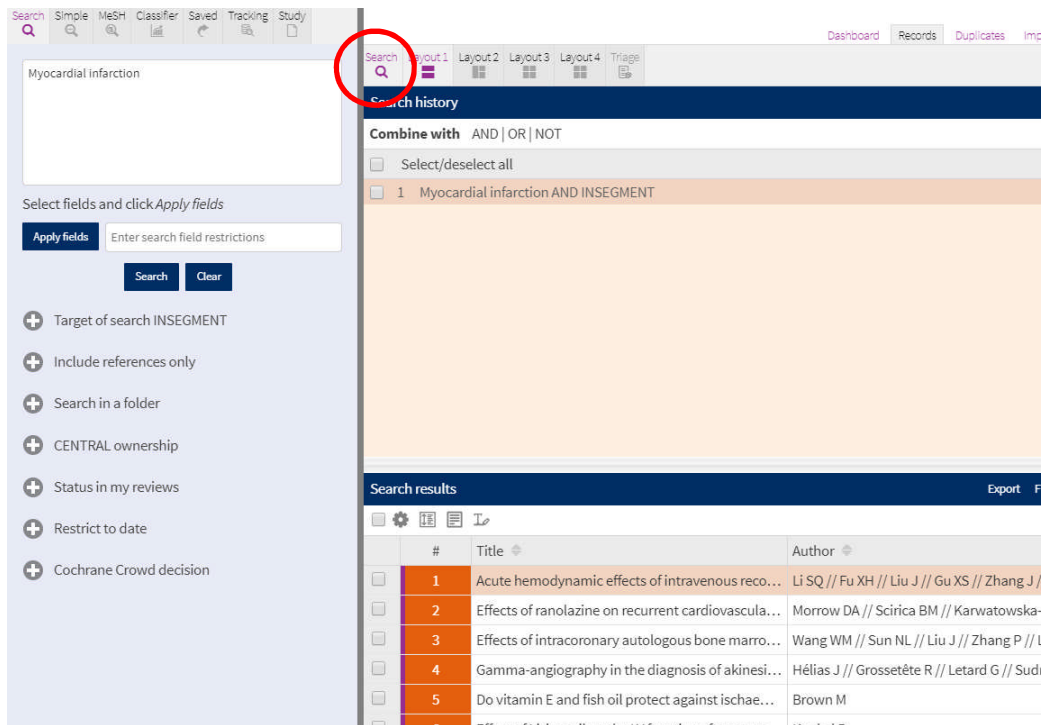 Search Simple MeSH Classifier Saved Tracking Study
Myocardial infarction
Select fields and click Apply fields
Apply fields Enter search field restrictions
Search Clear
Target of search INSEGMENT
Include references only
Search in a folder
CENTRAL ownership
Status in my reviews
Restrict to date
Cochrane Crowd decision
Dashboard Records Duplicates Imp
Search Layout 1 Layout 2 Layout 3 Layout 4 Triage
Search history
Combine with AND | OR | NOT
Select/deselect all
1 Myocardial infarction AND INSEGMENT
Search results Export F
# Title Author
1 Acute hemodynamic effects of intravenous reco... Li SQ // Fu XH // Liu J // Gu XS // Zhang J /
2 Effects of ranolazine on recurrent cardiovascula... Morrow DA // Scirica BM // Karwatowska-
3 Effects of intracoronary autologous bone marro... Wang WM // Sun NL // Liu J // Zhang P // L
4 Gamma-angiography in the diagnosis of akinesi... Hélias J // Grossetête R // Letard G // Sudr
5 Do vitamin E and fish oil protect against ischae... Brown M